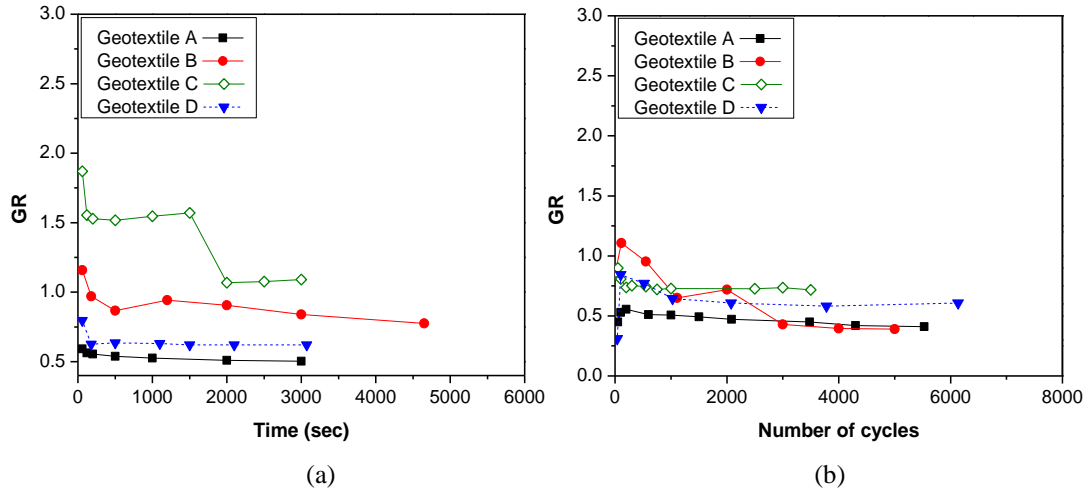 3.0
2.5
2.0
1.5
1.0
0.5
GR
Geotextile A
Geotextile B
Geotextile C
Geotextile D
0 1000 2000 3000 4000 5000 6000
Time (sec)
(a)
3.0
2.5
2.0
1.5
1.0
0.5
0.0
GR
Geotextile A
Geotextile B
Geotextile C
Geotextile D
0 2000 4000 6000 8000
Number of cycles
(b)